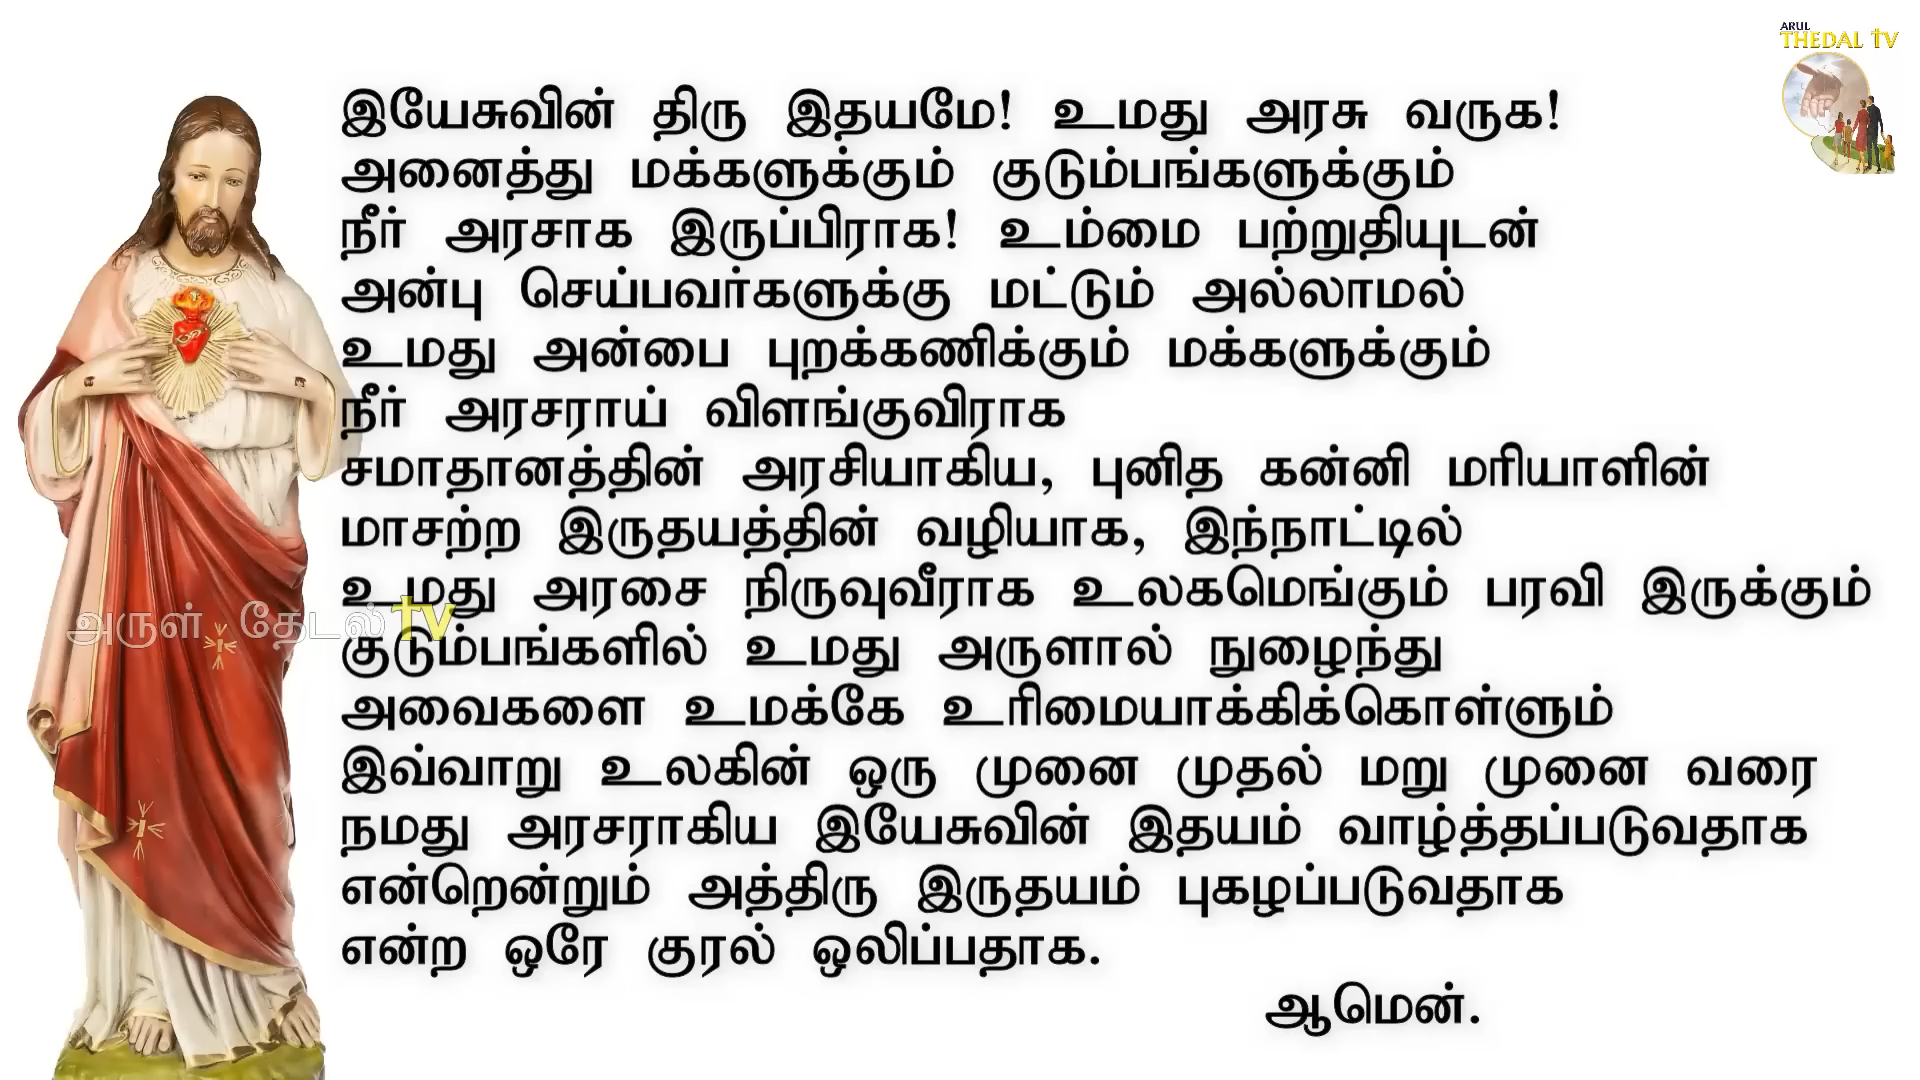 ARUL
THEDAL TV
இயேசுவின் திரு இதயமே! உமது அரசு வருக!
அனைத்து மக்களுக்கும் குடும்பங்களுக்கும்
நீர் அரசாக இருப்பிராக! உம்மை பற்றுதியுடன்
அன்பு செய்பவர்களுக்கு மட்டும் அல்லாமல்
உமது அன்பை புறக்கணிக்கும் மக்களுக்கும்
நீர் அரசராய் விளங்குவிராக
சமாதானத்தின் அரசியாகிய, புனித கன்னி மரியாளின்
மாசற்ற இருதயத்தின் வழியாக, இந்நாட்டில்
உமது அரசை நிருவுவீராக உலகமெங்கும் பரவி இருக்கும்
அருள் தேடல் tv
குடும்பங்களில் உமது அருளால் நுழைந்து
அவைகளை உமக்கே உரிமையாக்கிக்கொள்ளும்
இவ்வாறு உலகின் ஒரு முனை முதல் மறு முனை வரை
நமது அரசராகிய இயேசுவின் இதயம் வாழ்த்தப்படுவதாக
என்றென்றும் அத்திரு இருதயம் புகழப்படுவதாக
என்ற ஒரே குரல் ஒலிப்பதாக.
ஆமென்.